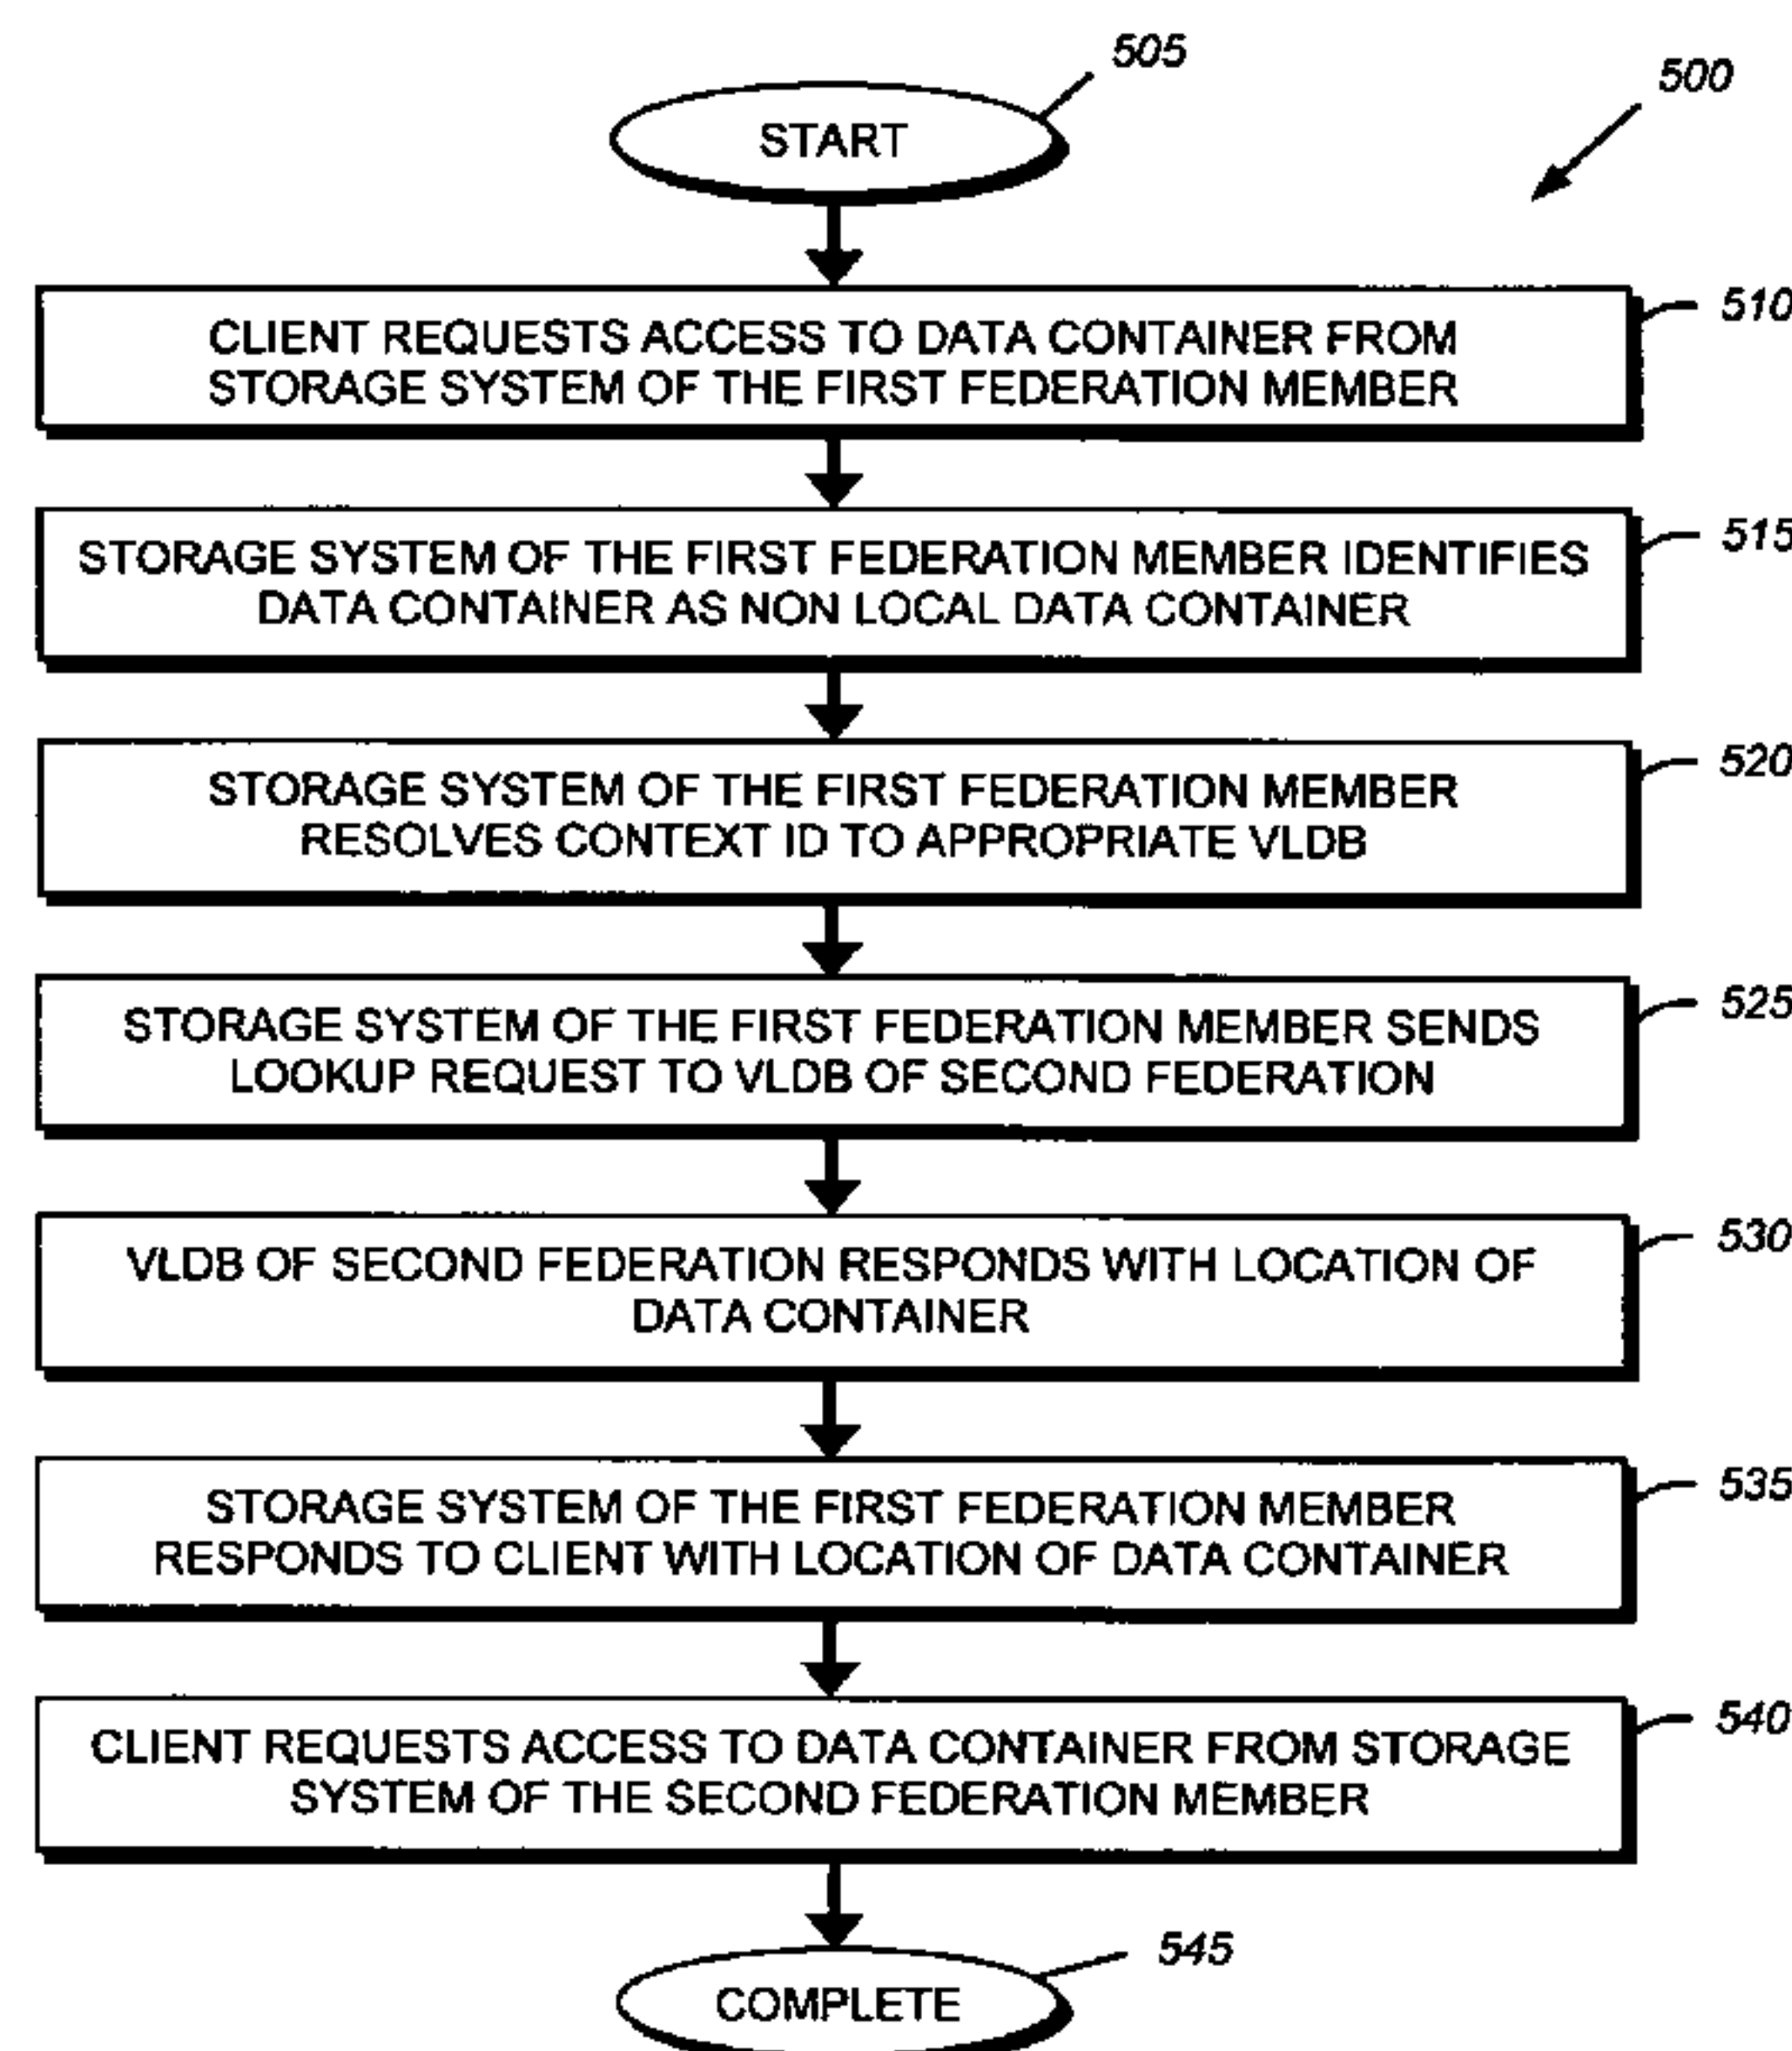 505
500
START
510
CLIENT REQUESTS ACCESS TO DATA CONTAINER FROM
STORAGE SYSTEM OF THE FIRST FEDERATION MEMBER
515
STORAGE SYSTEM OF THE FIRST FEDERATION MEMBER IDENTIFIES
DATA CONTAINER AS NON LOCAL DATA CONTAINER
520
STORAGE SYSTEM OF THE FIRST FEDERATION MEMBER
RESOLVES CONTEXT ID TO APPROPRIATE VLDB
525
STORAGE SYSTEM OF THE FIRST FEDERATION MEMBER SENDS
LOOKUP REQUEST TO VLDB OF SECOND FEDERATION
530
VLDB OF SECOND FEDERATION RESPONDS WITH LOCATION OF
DATA CONTAINER
535
STORAGE SYSTEM OF THE FIRST FEDERATION MEMBER
RESPONDS TO CLIENT WITH LOCATION OF DATA CONTAINER
540
CLIENT REQUESTS ACCESS TO DATA CONTAINER FROM STORAGE
SYSTEM OF THE SECOND FEDERATION MEMBER
545
COMPLETE